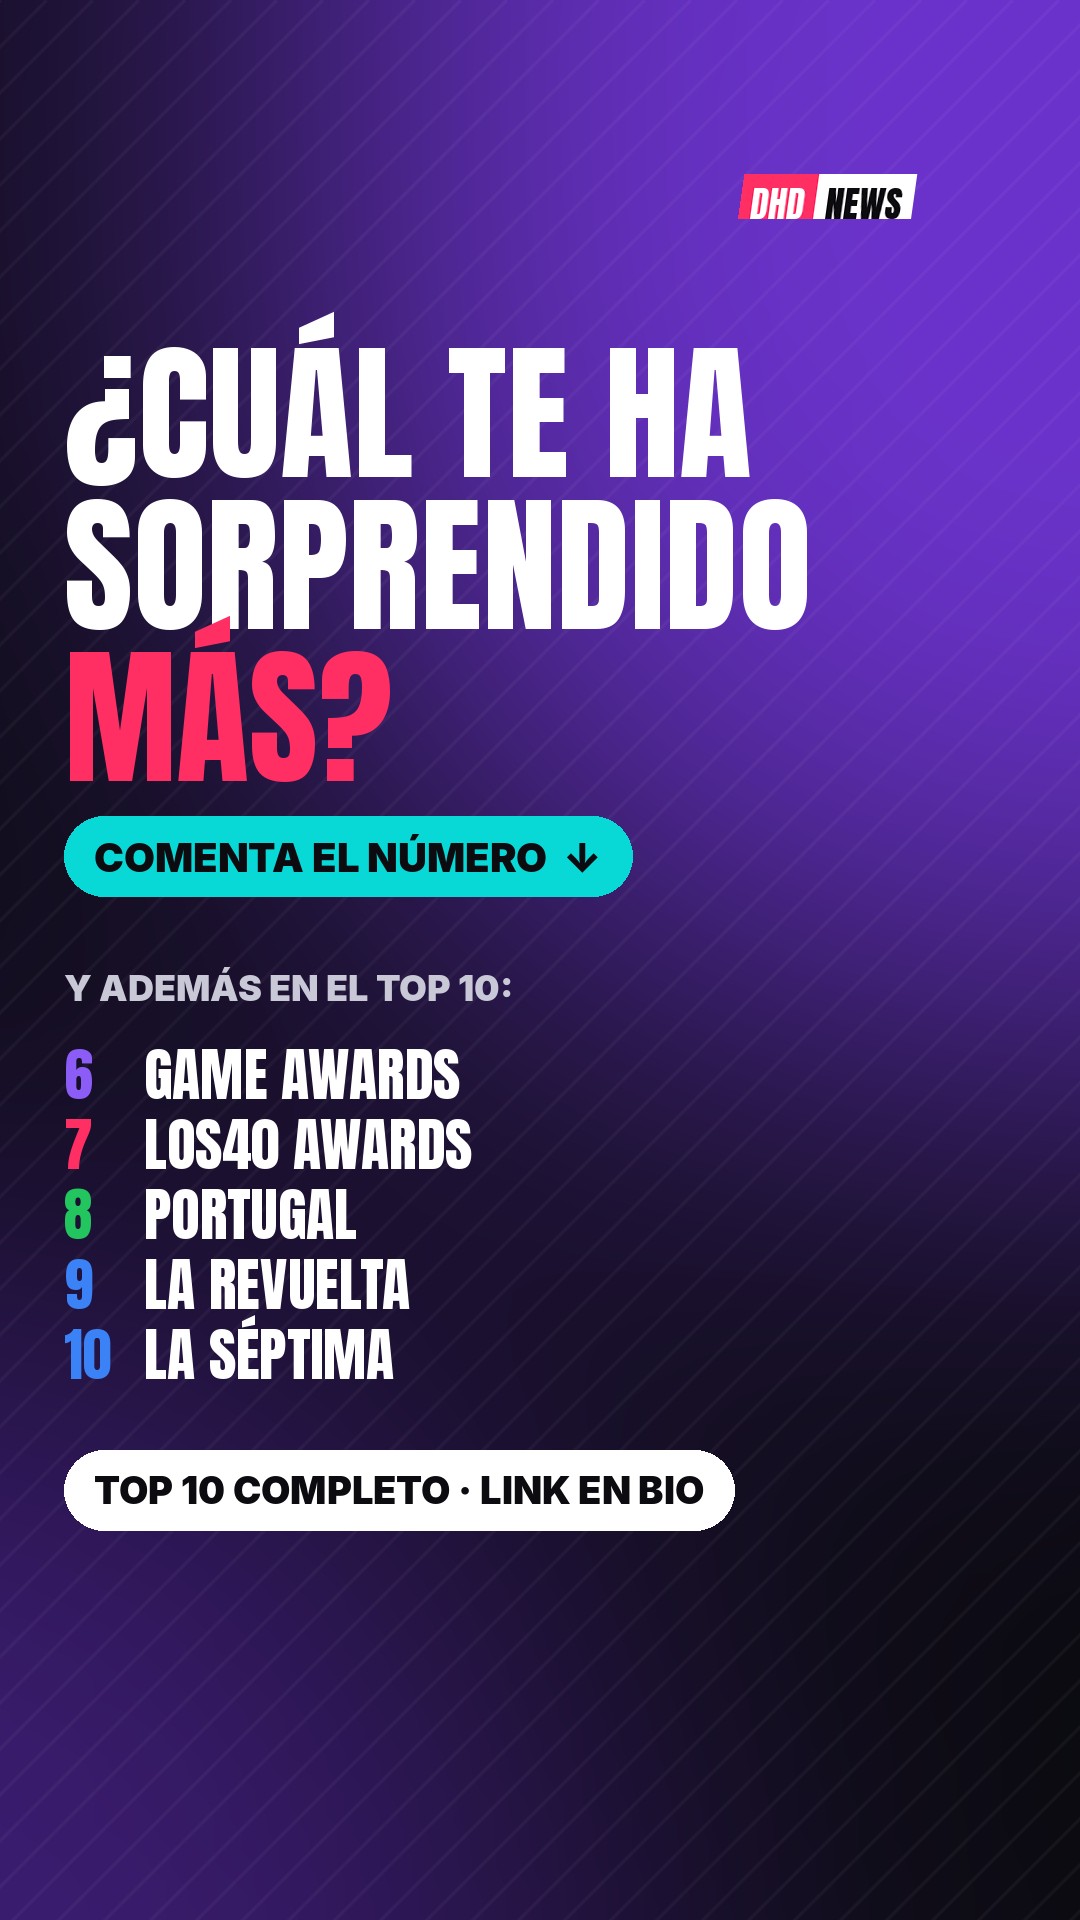 DHD NEWS
¿CUÁL TE HA
SORPRENDIDO
MÁS?
COMENTA EL NÚMERO ↓
Y ADEMÁS EN EL TOP 10:
6 GAME AWARDS
7 LOS40 AWARDS
8 PORTUGAL
9 LA REVUELTA
10 LA SÉPTIMA
TOP 10 COMPLETO · LINK EN BIO